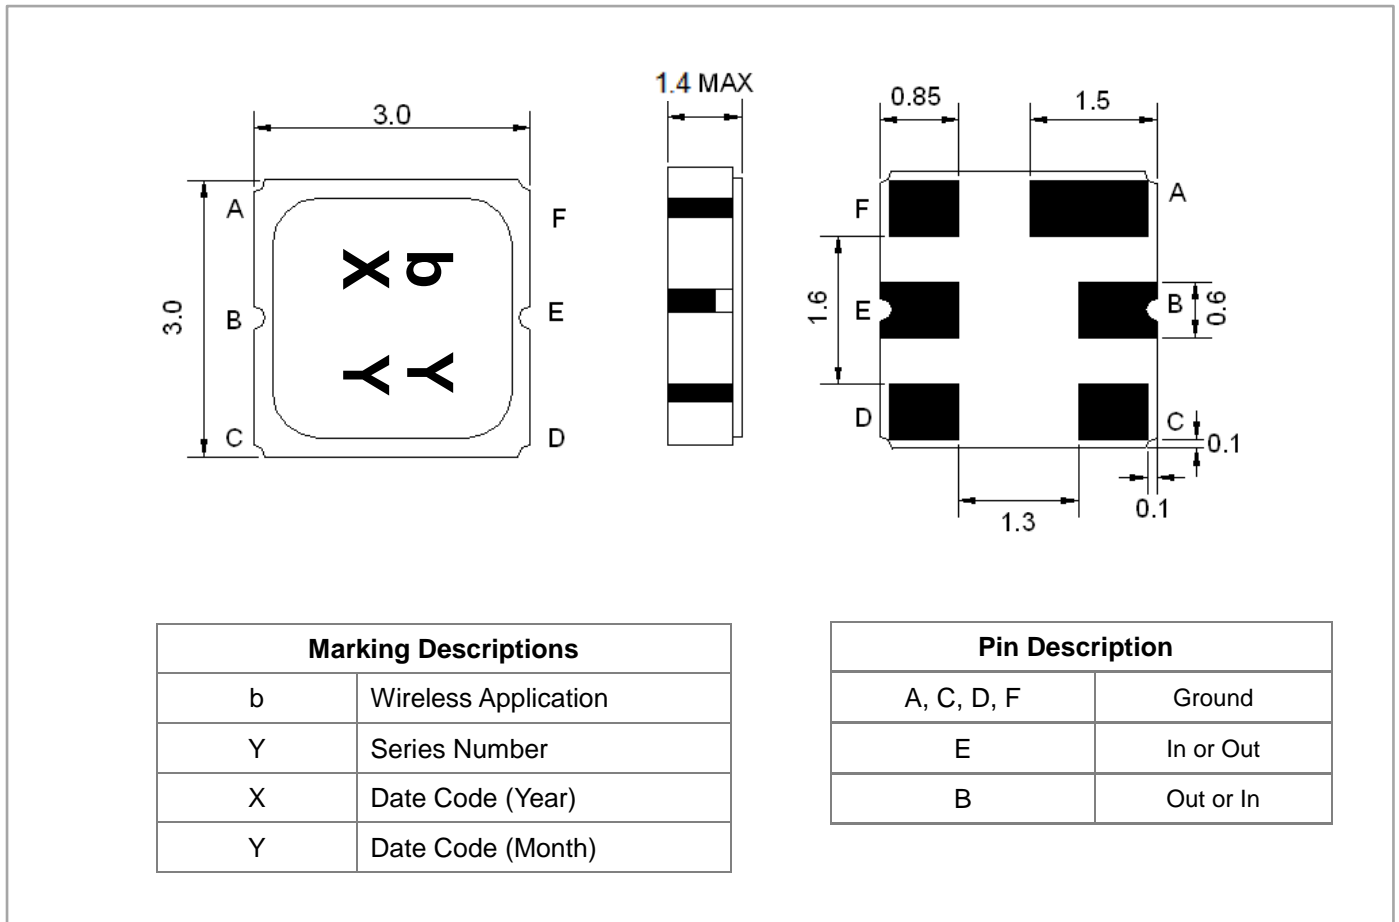 1.4 MAX
3.0
0.85
1.5
A
F
X b
3.0
B
E
Y Y
C
D
F
A
1.6
E
B
0.6
D
C
0.1
1.3
0.1
Marking Descriptions
b Wireless Application
Y Series Number
X Date Code (Year)
Y Date Code (Month)
Pin Description
A, C, D, F Ground
E In or Out
B Out or In